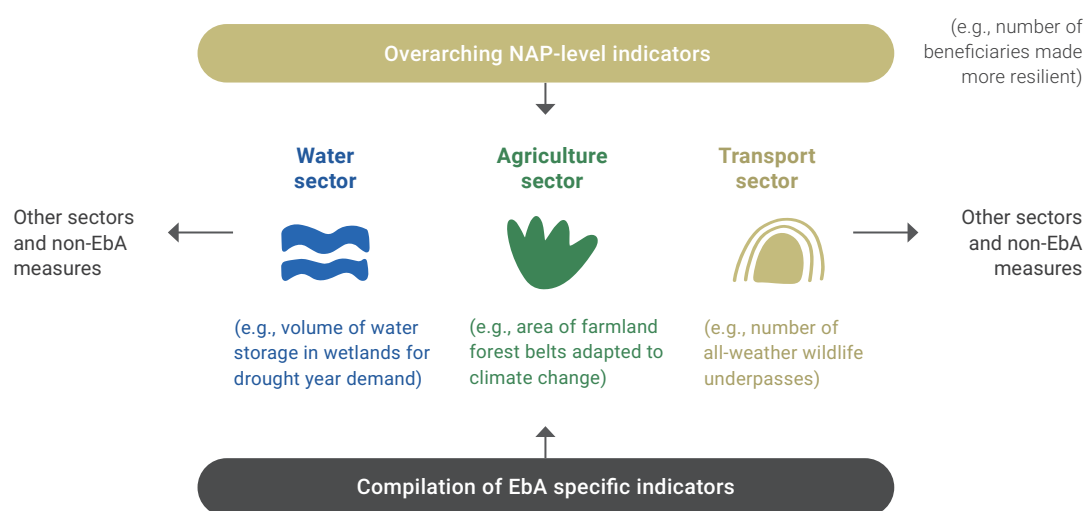 Overarching NAP-level indicators
(e.g., number of
beneficiaries made
more resilient)
Water
sector
Agriculture
sector
Transport
sector
Other sectors
and non-EbA
measures
Other sectors
and non-EbA
measures
(e.g., volume of water
storage in wetlands for
drought year demand)
(e.g., area of farmland
forest belts adapted to
climate change)
(e.g., number of
all-weather wildlife
underpasses)
Compilation of EbA specific indicators